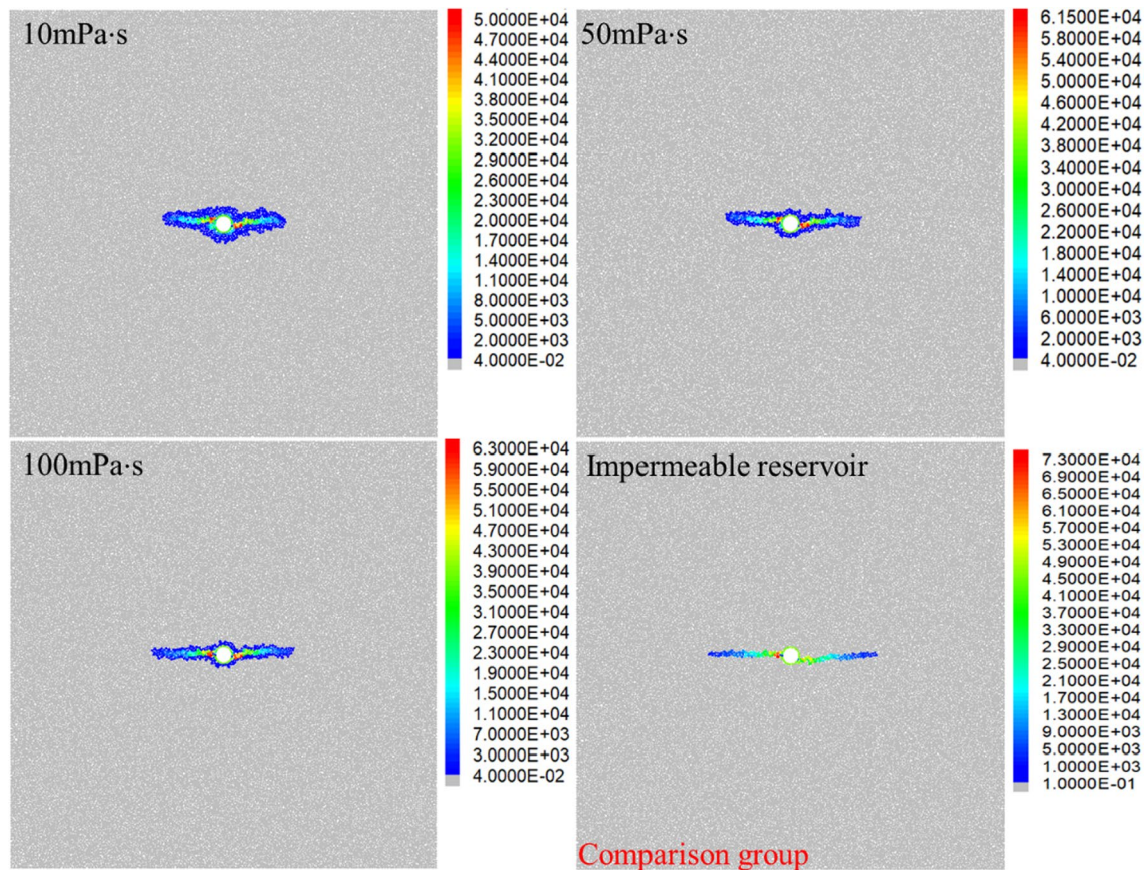 10mPa·s
5.0000E+04
4.7000E+04
4.4000E+04
4.1000E+04
3.8000E+04
3.5000E+04
3.2000E+04
2.9000E+04
2.6000E+04
2.3000E+04
2.0000E+04
1.7000E+04
1.4000E+04
1.1000E+04
8.0000E+03
5.0000E+03
2.0000E+03
4.0000E-02
50mPa·s
6.1500E+04
5.8000E+04
5.4000E+04
5.0000E+04
4.6000E+04
4.2000E+04
3.8000E+04
3.4000E+04
3.0000E+04
2.6000E+04
2.2000E+04
1.8000E+04
1.4000E+04
1.0000E+04
6.0000E+03
2.0000E+03
4.0000E-02
100mPa·s
6.3000E+04
5.9000E+04
5.5000E+04
5.1000E+04
4.7000E+04
4.3000E+04
3.9000E+04
3.5000E+04
3.1000E+04
2.7000E+04
2.3000E+04
1.9000E+04
1.5000E+04
1.1000E+04
7.0000E+03
3.0000E+03
4.0000E-02
Impermeable reservoir
7.3000E+04
6.9000E+04
6.5000E+04
6.1000E+04
5.7000E+04
5.3000E+04
4.9000E+04
4.5000E+04
4.1000E+04
3.7000E+04
3.3000E+04
2.9000E+04
2.5000E+04
2.1000E+04
1.7000E+04
1.3000E+04
9.0000E+03
5.0000E+03
1.0000E+03
1.0000E-01
Comparison group